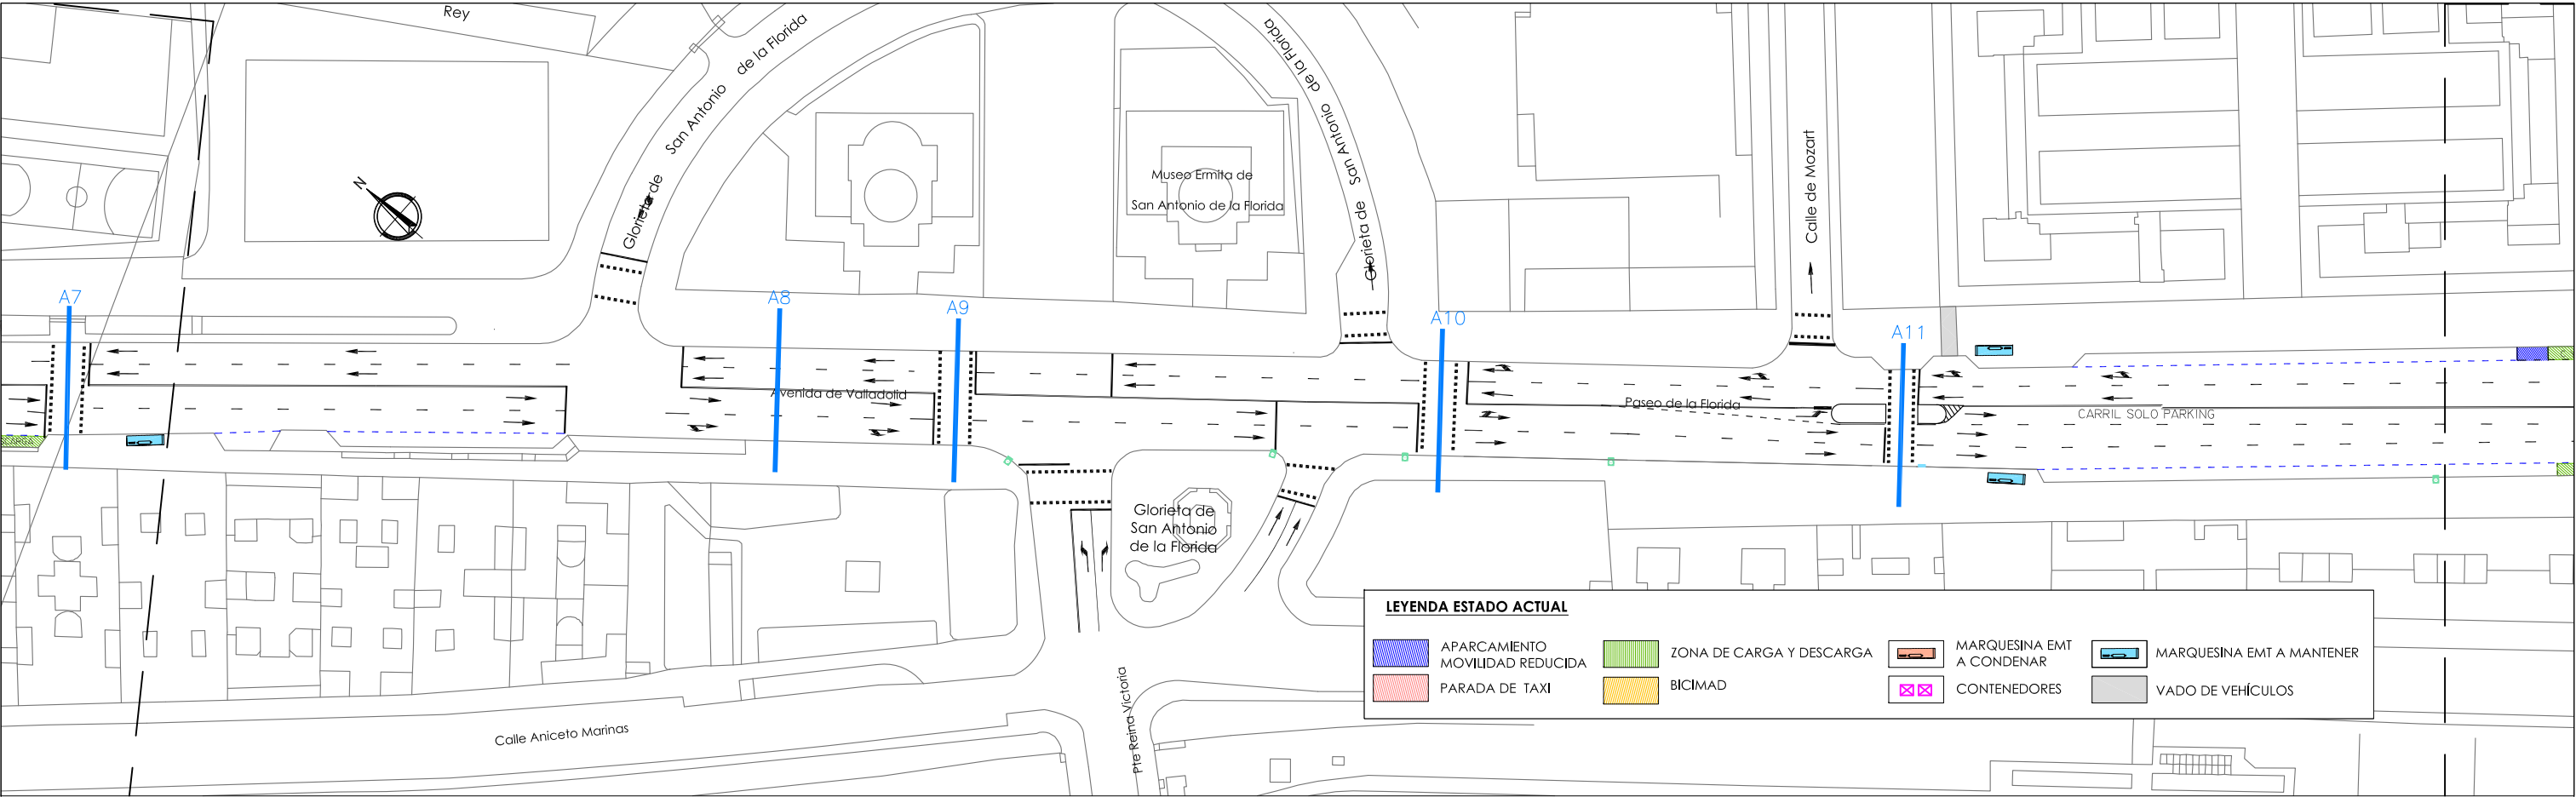 Rey
San Antonio
de la Florida
Glorieta de
Glorieta de San Antonio de la Florida
Museo Ermita de
San Antonio de la Florida
Calle de Mozart
N
A7
A8
A9
A10
A11
Avenida de Valladolid
Paseo de la Florida
CARRIL SOLO PARKING
C
SCARGA
Glorieta de
San Antonio
de la Florida
Pte Reina Victoria
Calle Aniceto Marinas
LEYENDA ESTADO ACTUAL
APARCAMIENTO
MOVILIDAD REDUCIDA
ZONA DE CARGA Y DESCARGA
MARQUESINA EMT
A CONDENAR
MARQUESINA EMT A MANTENER
PARADA DE TAXI
BICIMAD
CONTENEDORES
VADO DE VEHÍCULOS